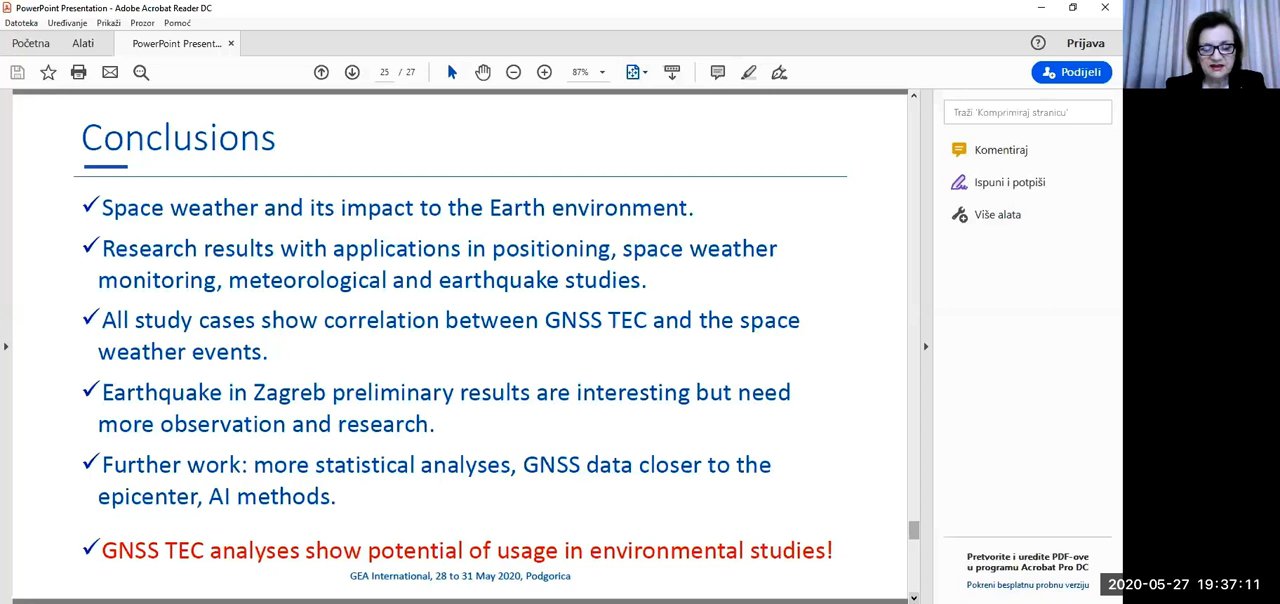 PowerPoint Presentation - Adobe Acrobat Reader DC
Datoteka Uređivanje Prikaži Prozor Pomoć
Početna Alati PowerPoint Present... × Prijava
25 / 27 87% Podijeli
Conclusions
✓Space weather and its impact to the Earth environment.
✓Research results with applications in positioning, space weather
monitoring, meteorological and earthquake studies.
✓All study cases show correlation between GNSS TEC and the space
weather events.
✓Earthquake in Zagreb preliminary results are interesting but need
more observation and research.
✓Further work: more statistical analyses, GNSS data closer to the
epicenter, AI methods.
✓GNSS TEC analyses show potential of usage in environmental studies!
GEA International, 28 to 31 May 2020, Podgorica
Traži 'Komprimiraj stranicu'
Komentiraj
Ispuni i potpiši
Više alata
Pretvorite i uredite PDF-ove
u programu Acrobat Pro DC
Pokreni besplatnu probnu verziju
2020-05-27 19:37:11